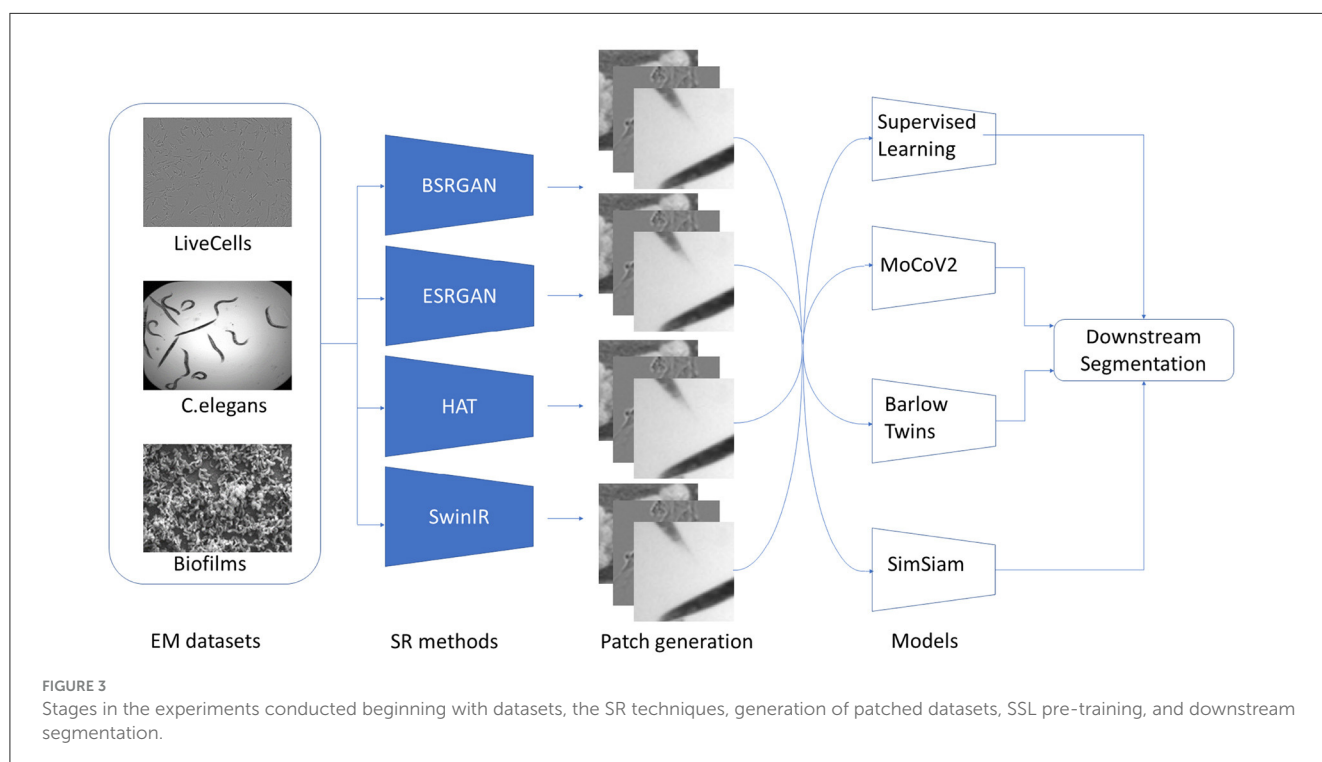 LiveCells
C.elegans
Biofilms
EM datasets
BSRGAN
ESRGAN
HAT
SwinIR
SR methods
Patch generation
Supervised
Learning
MoCoV2
Barlow
Twins
SimSiam
Models
Downstream
Segmentation
FIGURE 3
Stages in the experiments conducted beginning with datasets, the SR techniques, generation of patched datasets, SSL pre-training, and downstream
segmentation.